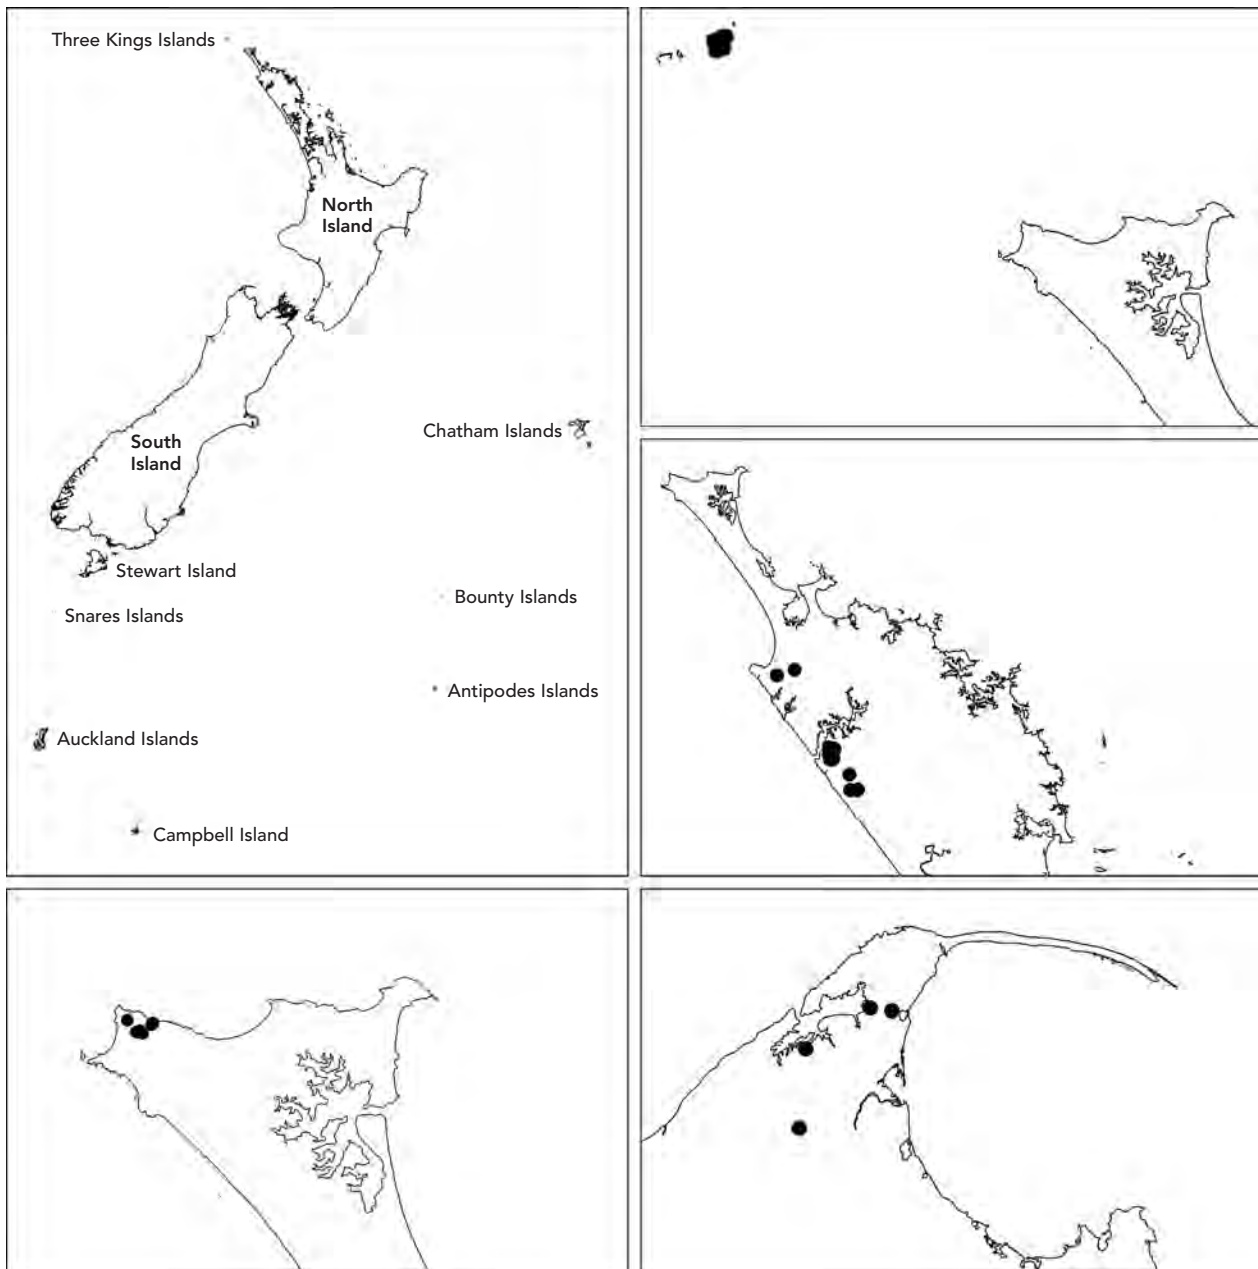 Three Kings Islands
North
Island
Chatham Islands
South
Island
Stewart Island
Bounty Islands
Snares Islands
Antipodes Islands
Auckland Islands
Campbell Island